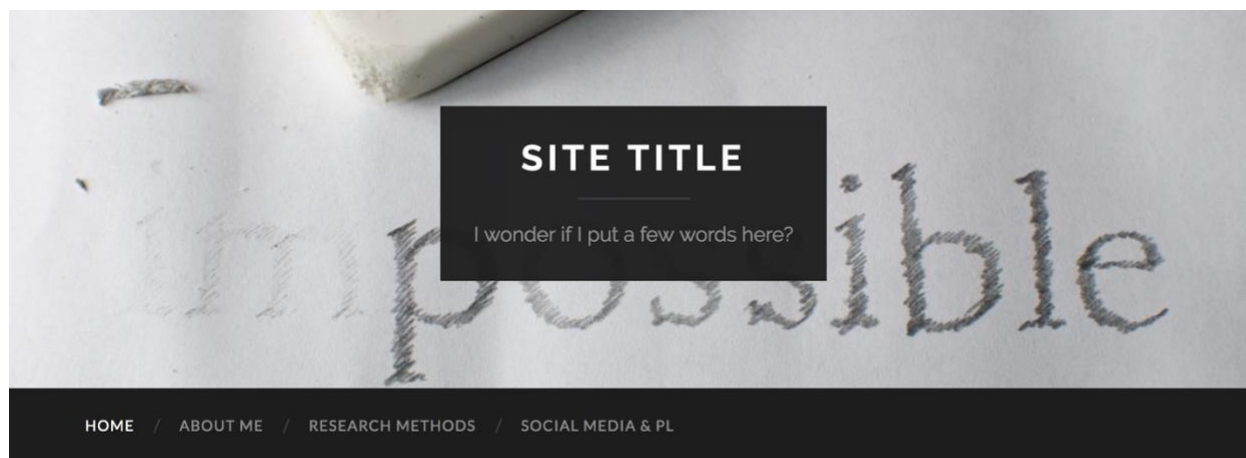 SITE TITLE
I wonder if I put a few words here?
impossible
HOME / ABOUT ME / RESEARCH METHODS / SOCIAL MEDIA & PL